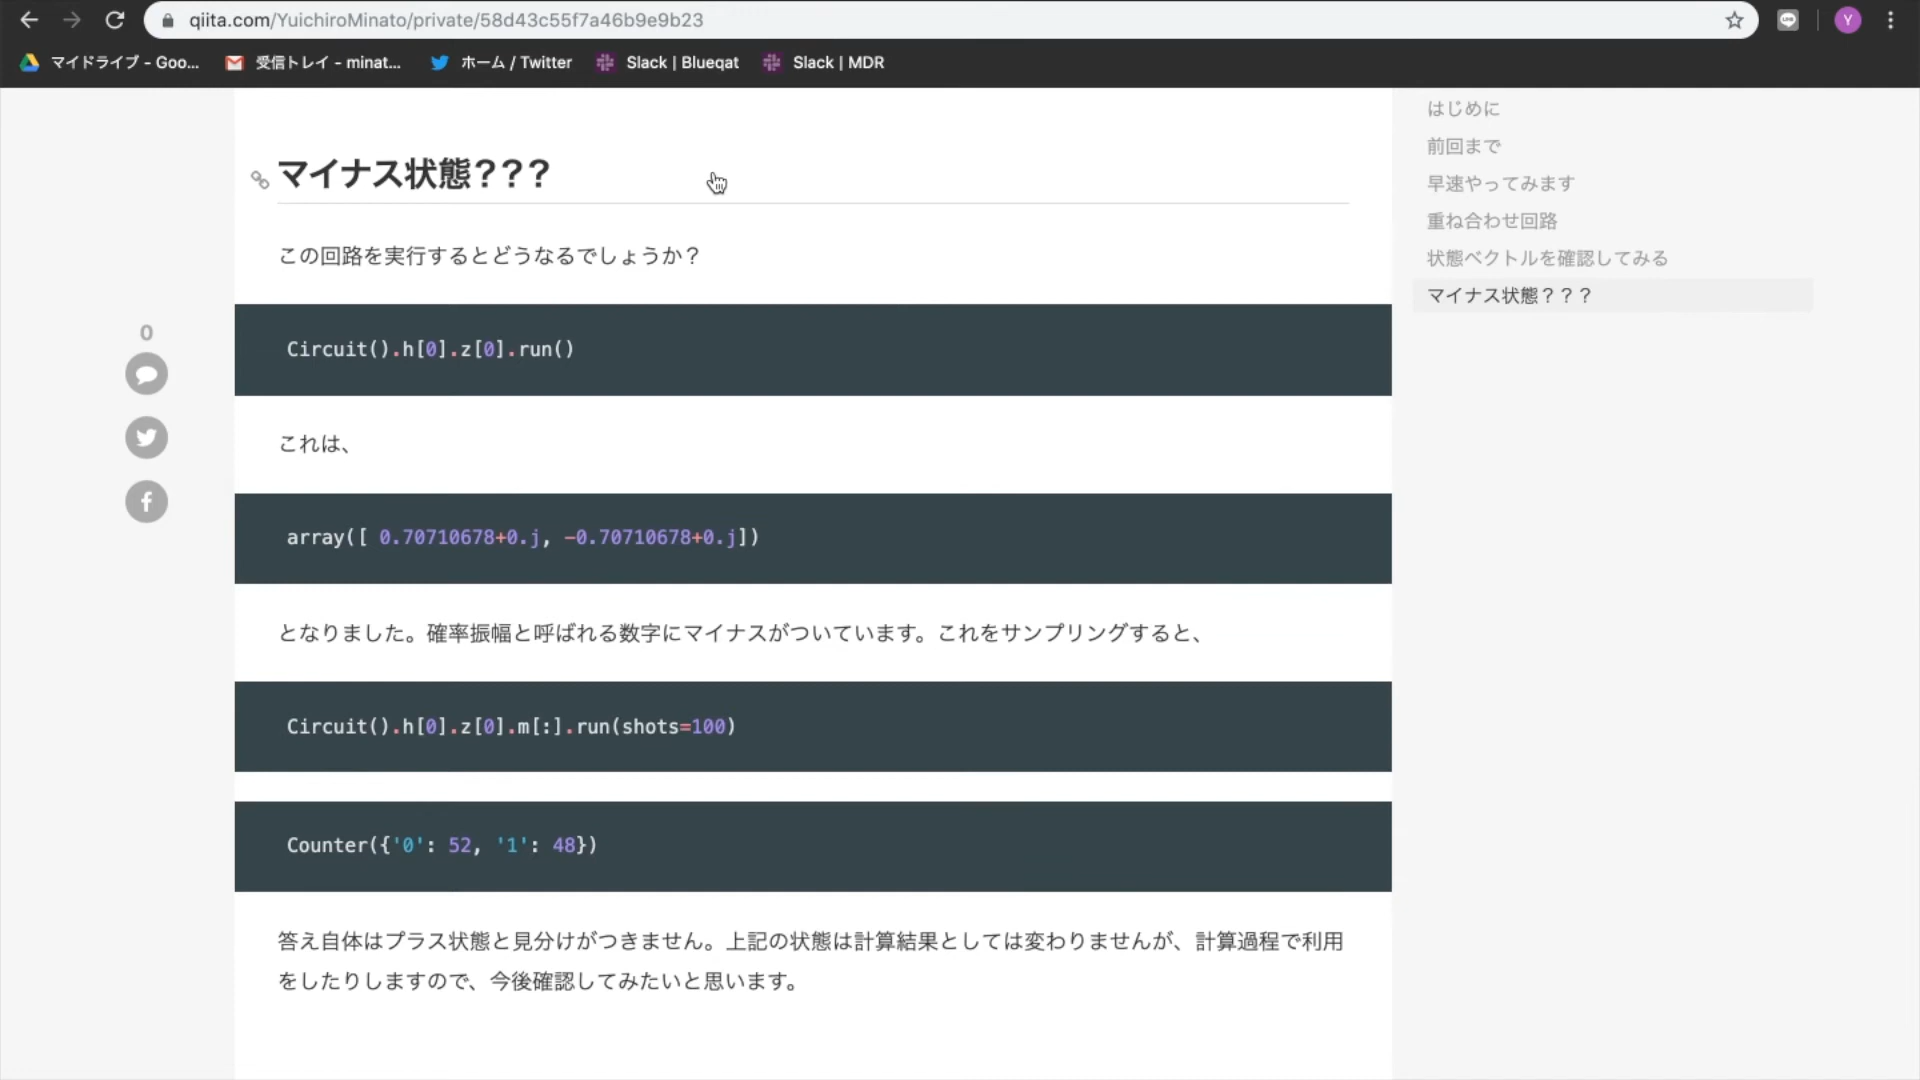 qiita.com/YuichiroMinato/private/58d43c55f7a46b9e9b23
Y
マイドライブ - Goo...
受信トレイ - minat...
ホーム / Twitter
Slack | Blueqat
Slack | MDR
マイナス状態？？？
この回路を実行するとどうなるでしょうか？
Circuit().h[0].z[0].run()
これは、
array([ 0.70710678+0.j, -0.70710678+0.j])
となりました。確率振幅と呼ばれる数字にマイナスがついています。これをサンプリングすると、
Circuit().h[0].z[0].m[:].run(shots=100)
Counter({'0': 52, '1': 48})
答え自体はプラス状態と見分けがつきません。上記の状態は計算結果としては変わりませんが、計算過程で利用
をしたりしますので、今後確認してみたいと思います。
0
はじめに
前回まで
早速やってみます
重ね合わせ回路
状態ベクトルを確認してみる
マイナス状態？？？